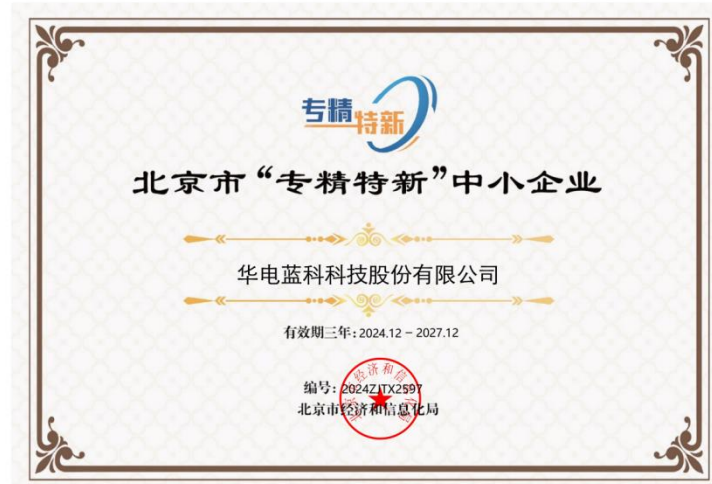 专精
特新
北京市“专精特新”中小企业
华电蓝科科技股份有限公司
有效期三年：2024.12 – 2027.12
编号：2024ZJTX2597
北京市经济和信息化局